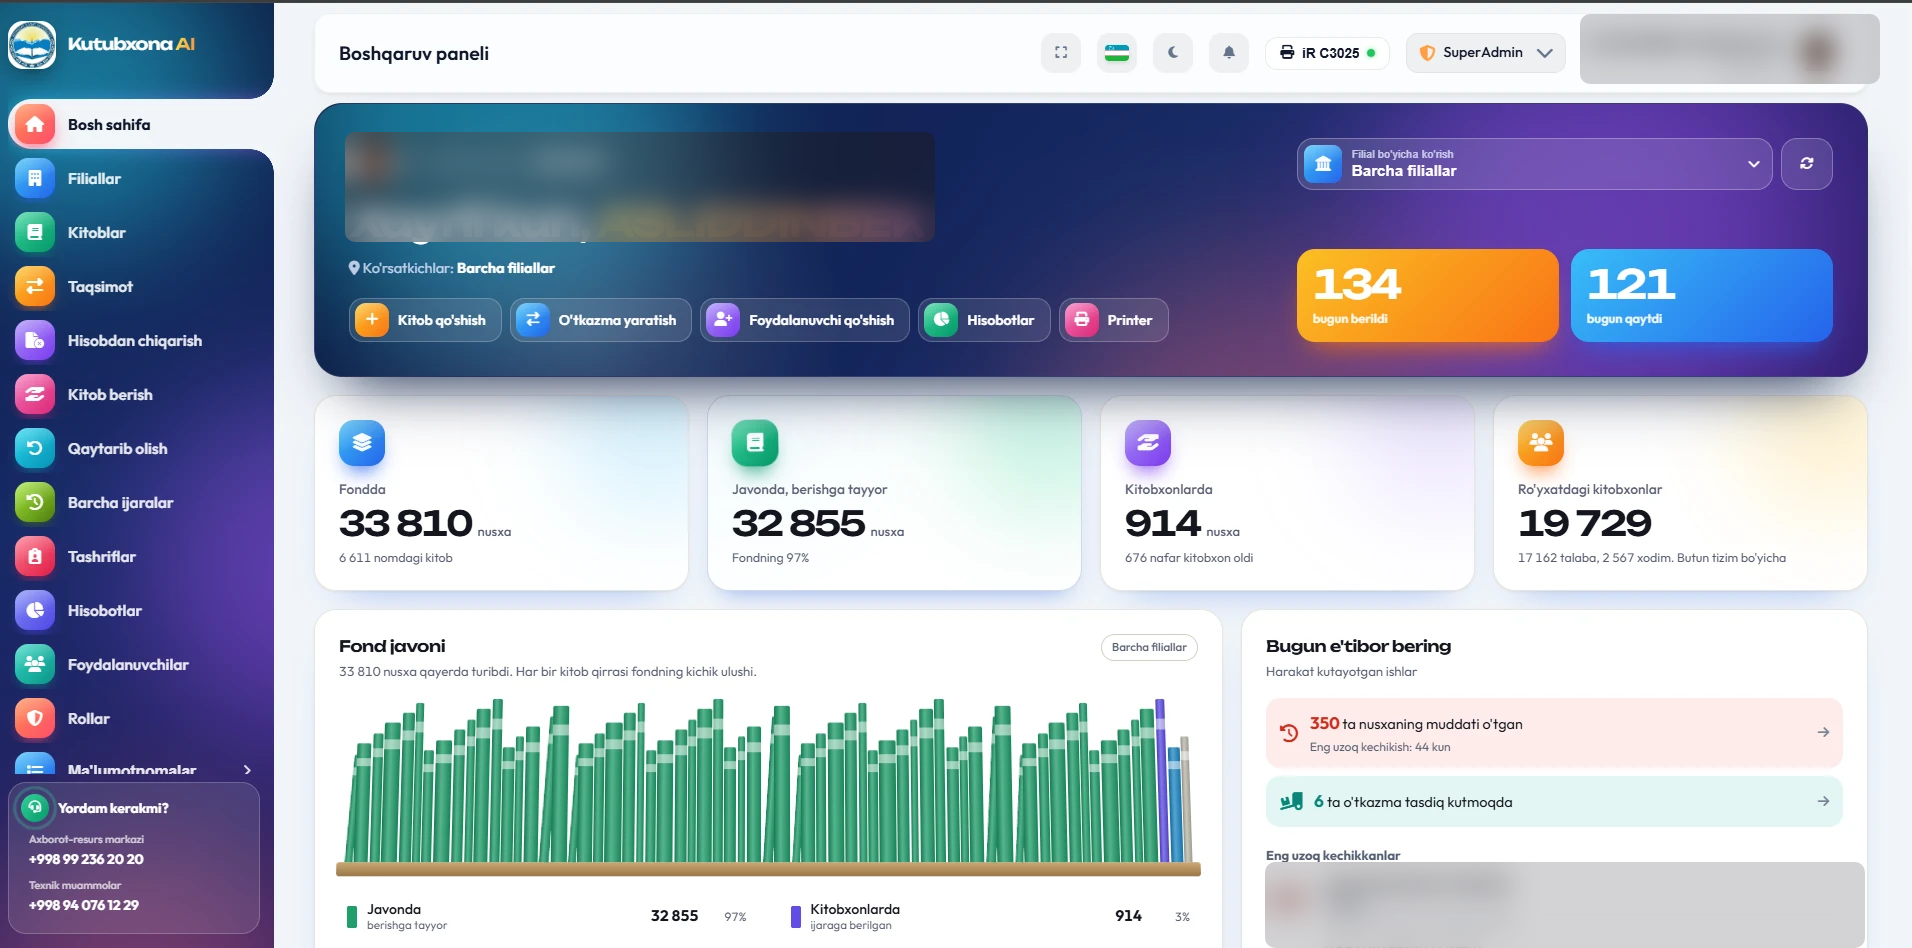 Kutubxona AI
Bosh sahifa
Filiallar
Kitoblar
Taqsimot
Hisobdan chiqarish
Kitob berish
Qaytarib olish
Barcha ijaralar
Tashriflar
Hisobotlar
Foydalanuvchilar
Rollar
Ma'lumotnomalar
Yordam kerakmi?
Axborot-resurs markazi
+998 99 236 20 20
Texnik muammolar
+998 94 076 12 29
Boshqaruv paneli
iR C3025
SuperAdmin
Ko'rsatkichlar: Barcha filiallar
Kitob qo'shish
O'tkazma yaratish
Foydalanuvchi qo'shish
Hisobotlar
Printer
Filial bo'yicha ko'rish
Barcha filiallar
134
bugun berildi
121
bugun qaytdi
Fondda
33 810 nusxa
6 611 nomdagi kitob
Javonda, berishga tayyor
32 855 nusxa
Fondning 97%
Kitobxonlarda
914 nusxa
676 nafar kitobxon oldi
Ro'yxatdagi kitobxonlar
19 729
17 162 talaba, 2 567 xodim. Butun tizim bo'yicha
Fond javoni
33 810 nusxa qayerda turibdi. Har bir kitob qirrasi fondning kichik ulushi.
Barcha filiallar
Javonda
berishga tayyor
32 855 97%
Kitobxonlarda
ijaraga berilgan
914 3%
Bugun e'tibor bering
Harakat kutayotgan ishlar
350 ta nusxaning muddati o'tgan
Eng uzoq kechikish: 44 kun
6 ta o'tkazma tasdiq kutmoqda
Eng uzoq kechikkanlar